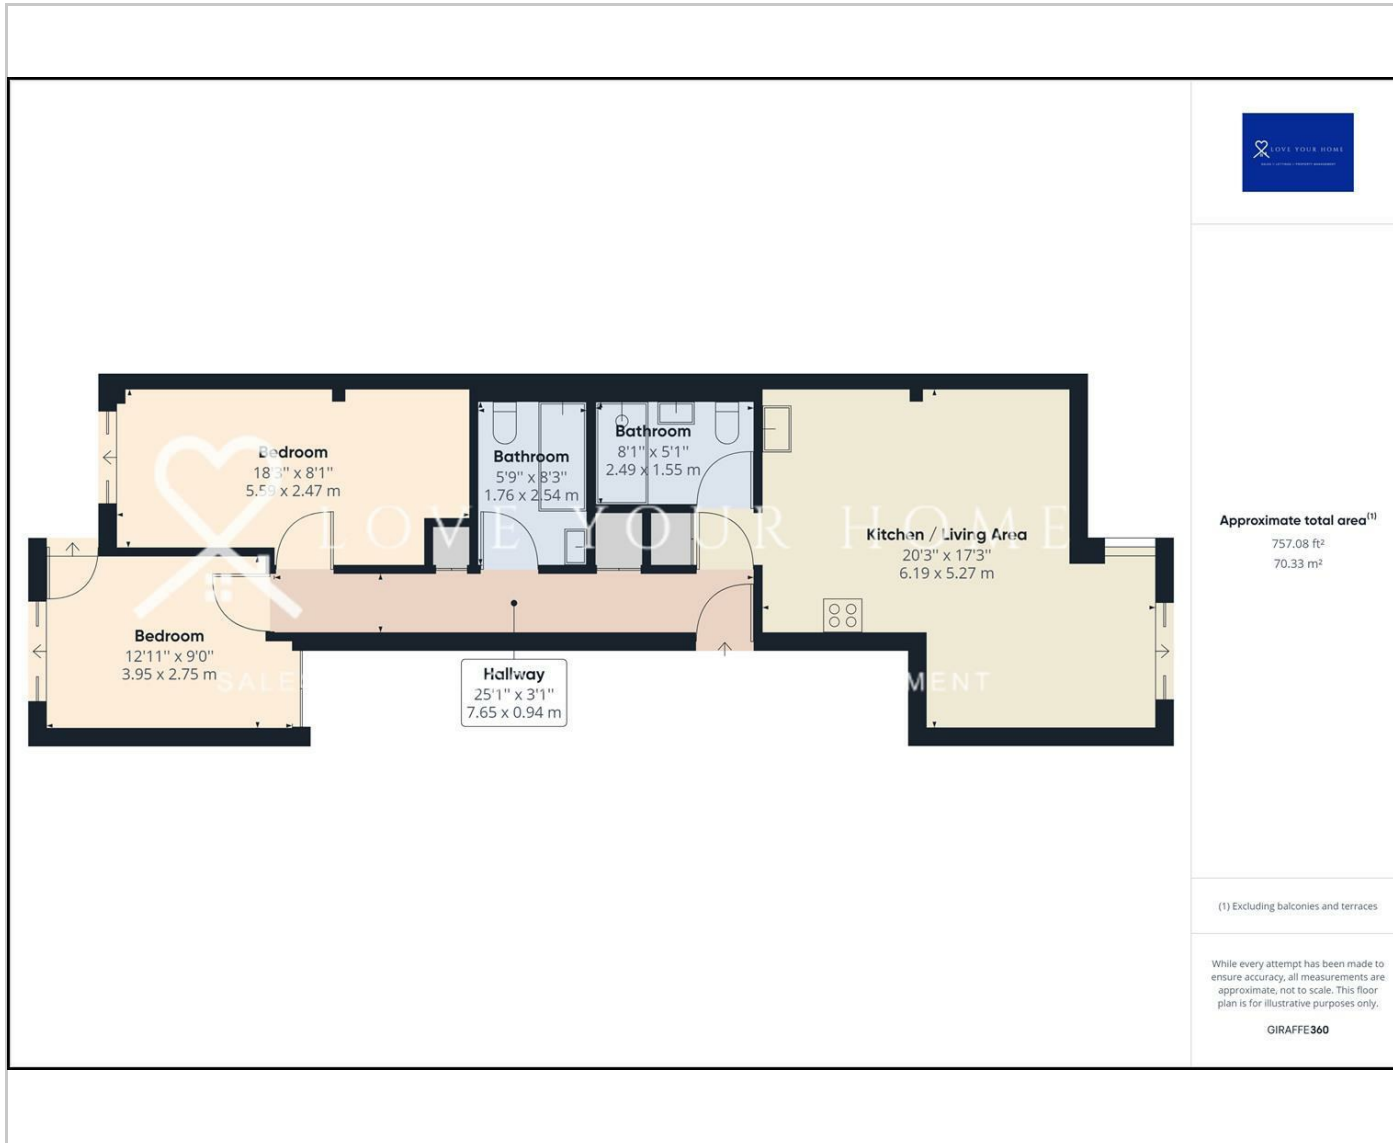 LOVE YOUR HOME
Bedroom
18'3" x 8'1"
5.59 x 2.47 m
Bathroom
5'9" x 8'3"
1.76 x 2.54 m
Bathroom
8'1" x 5'1"
2.49 x 1.55 m
Kitchen / Living Area
20'3" x 17'3"
6.19 x 5.27 m
LOVE YOUR HOME
Bedroom
12'11" x 9'0"
3.95 x 2.75 m
Hallway
25'1" x 3'1"
7.65 x 0.94 m
Approximate total area(1)
757.08 ft²
70.33 m²
(1) Excluding balconies and terraces
While every attempt has been made to
ensure accuracy, all measurements are
approximate, not to scale. This floor
plan is for illustrative purposes only.
GIRAFFE360